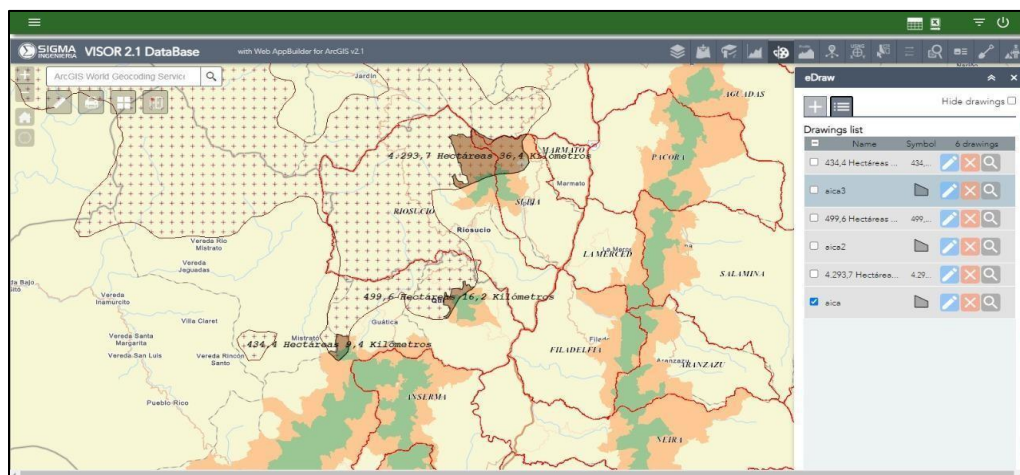 SIGMA
INGENIERIA
VISOR 2.1 DataBase
with Web AppBuilder for ArcGIS v2.1
ArcGIS World Geocoding Service
eDraw
Hide drawings
Drawings list
Name Symbol 6 drawings
434,4 Hectáreas ... 434,...
aica3
499,6 Hectáreas ... 499,...
aica2
4.293,7 Hectárea... 4.29...
aica
Jardín
AGUADAS
4.293,7 Hectáreas 36,4 Kilómetros
MARMATO
PACORA
Marmato
SUPIA
RIOSUCIO
Riosucio
Vereda Río
Mistrato
LA MERCED
Vereda
Jeguadas
SALAMINA
Vereda
Inamurcito
499,6 Hectáreas 16,2 Kilómetros
Villa Claret
Guática
Vereda Santa
Margarita
Mistrató
434,4 Hectáreas 9,4 Kilómetros
FILADELFIA
Vereda San Luis
Vereda Rincón
Santo
Aranzazu
ARANZAZU
Pueblo Rico
ANSERMA
NEIRA